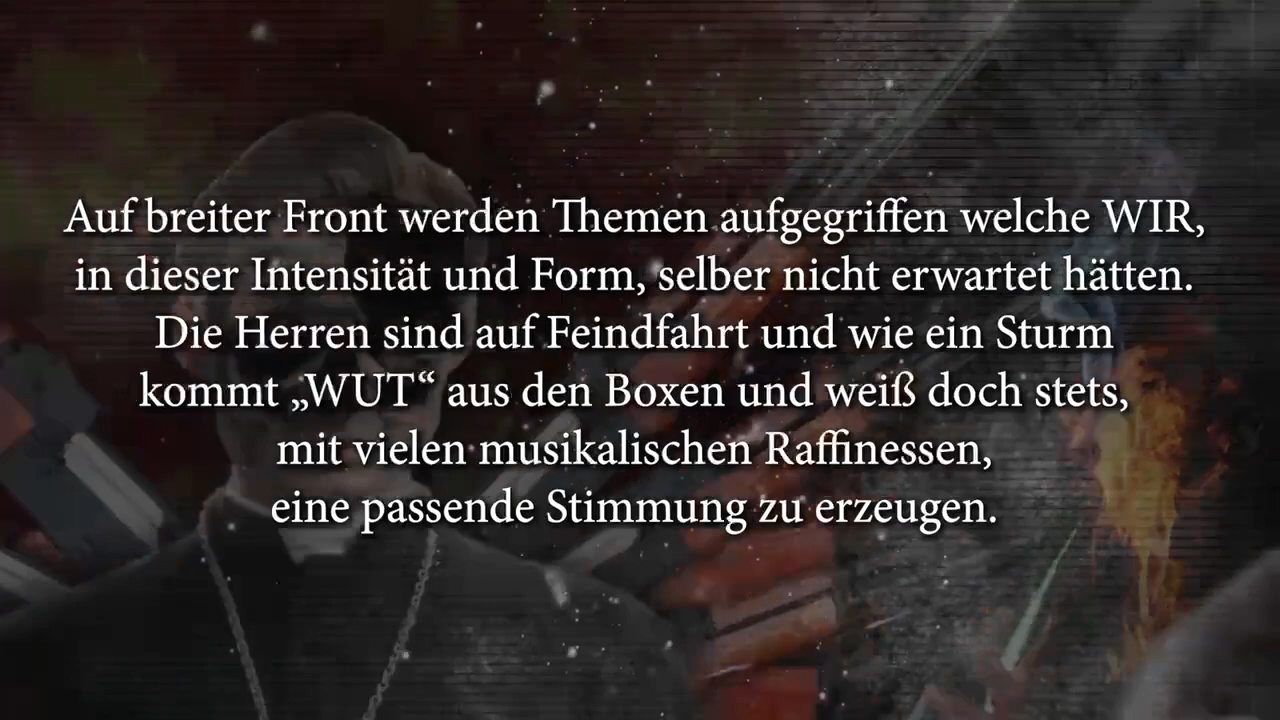 Auf breiter Front werden Themen aufgegriffen welche WIR,
in dieser Intensität und Form, selber nicht erwartet hätten.
Die Herren sind auf Feindfahrt und wie ein Sturm
kommt „WUT“ aus den Boxen und weiß doch stets,
mit vielen musikalischen Raffinessen,
eine passende Stimmung zu erzeugen.